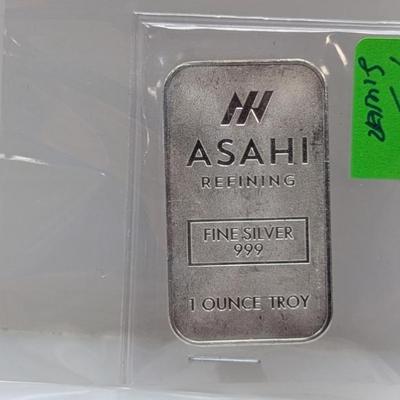 ASAHI
REFINING
FINE SILVER
999
1 OUNCE TROY